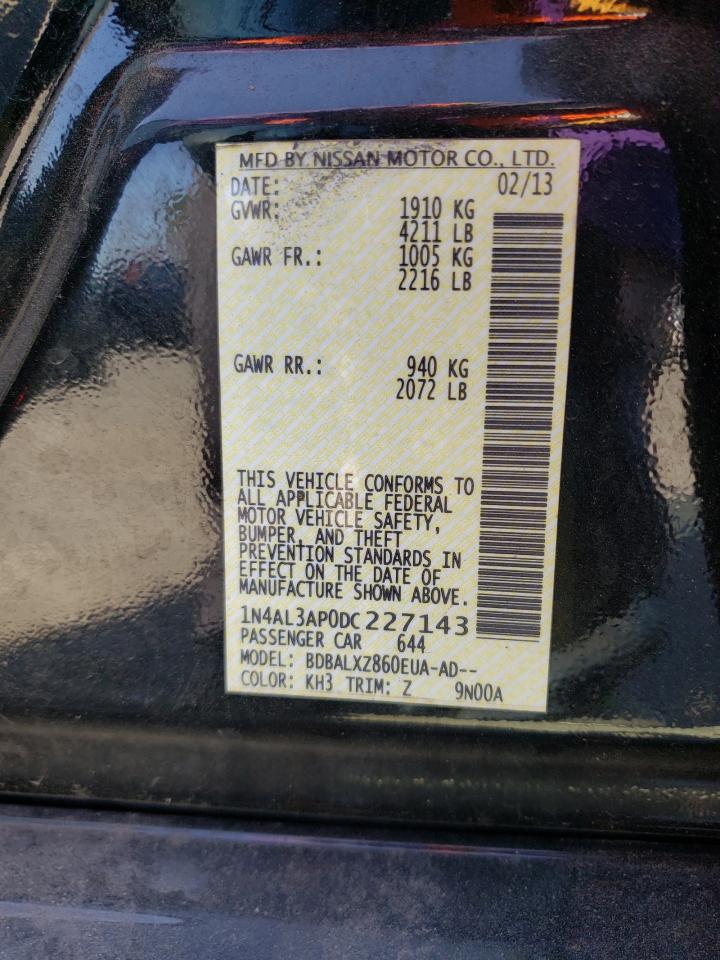 MFD BY NISSAN MOTOR CO., LTD.
DATE: 02/13
GVWR: 1910 KG
4211 LB
GAWR FR.: 1005 KG
2216 LB
GAWR RR.: 940 KG
2072 LB
THIS VEHICLE CONFORMS TO
ALL APPLICABLE FEDERAL
MOTOR VEHICLE SAFETY,
BUMPER, AND THEFT
PREVENTION STANDARDS IN
EFFECT ON THE DATE OF
MANUFACTURE SHOWN ABOVE.
1N4AL3AP0DC227143
PASSENGER CAR 644
MODEL: BDBALXZ860EUA-AD--
COLOR: KH3 TRIM: Z 9N00A